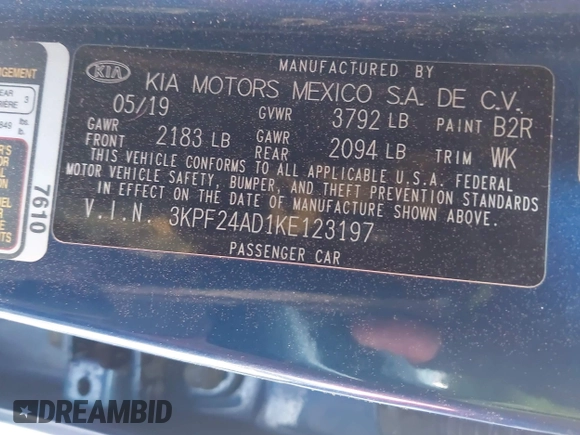 MANUFACTURED BY
KIA KIA MOTORS MEXICO S.A. DE C.V.
05/19 GVWR 3792 LB PAINT B2R
GAWR FRONT 2183 LB GAWR REAR 2094 LB TRIM WK
THIS VEHICLE CONFORMS TO ALL APPLICABLE U.S.A. FEDERAL
MOTOR VEHICLE SAFETY, BUMPER, AND THEFT PREVENTION STANDARDS
IN EFFECT ON THE DATE OF MANUFACTURE SHOWN ABOVE.
V.I.N. 3KPF24AD1KE123197
PASSENGER CAR
7610
DREAMBID